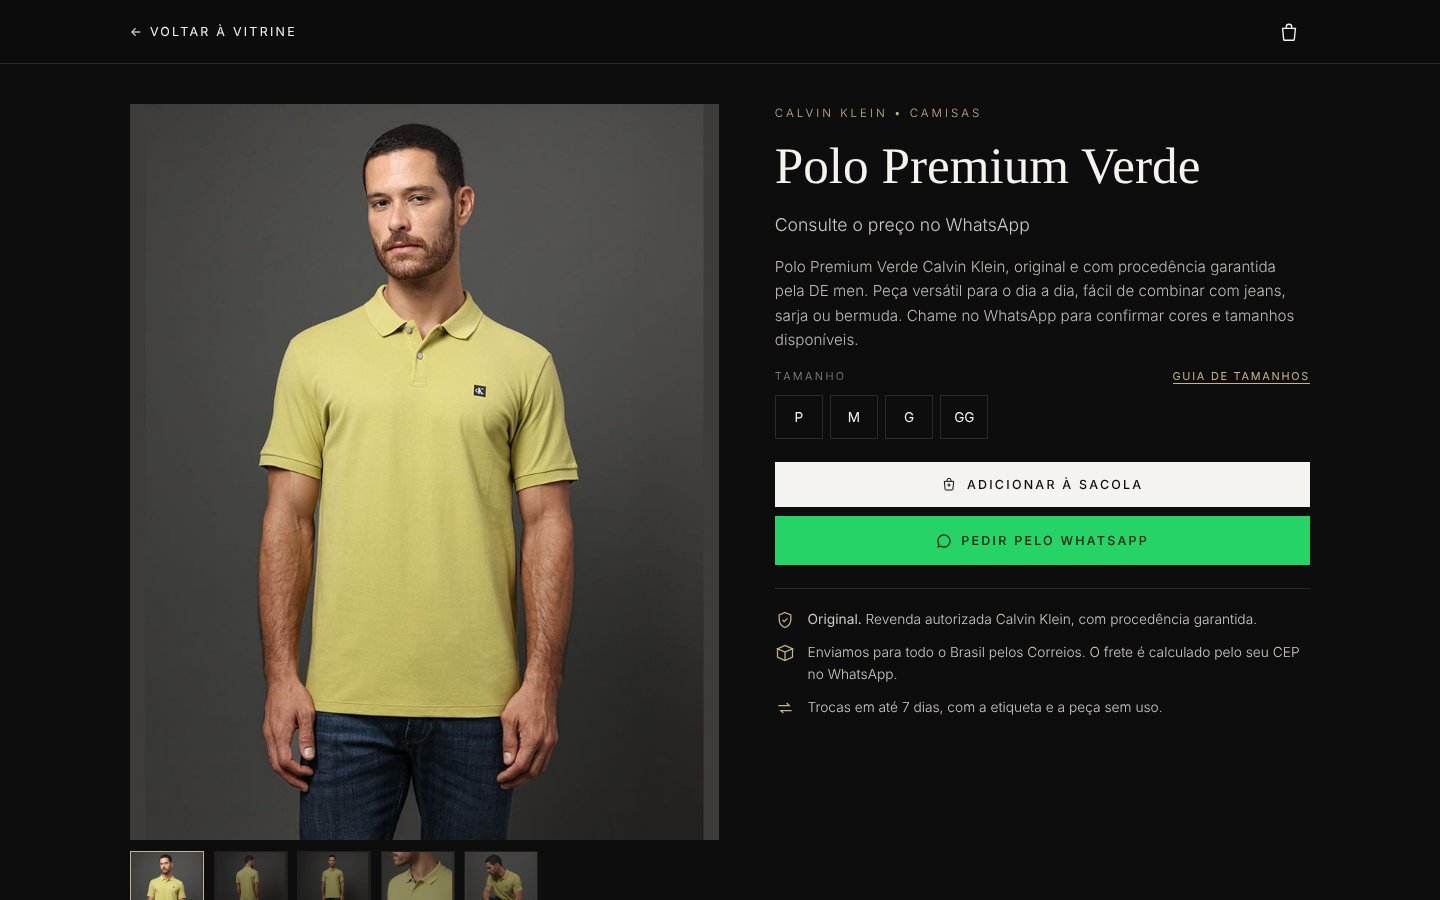 ← VOLTAR À VITRINE
CALVIN KLEIN • CAMISAS
Polo Premium Verde
Consulte o preço no WhatsApp
Polo Premium Verde Calvin Klein, original e com procedência garantida
pela DE men. Peça versátil para o dia a dia, fácil de combinar com jeans,
sarja ou bermuda. Chame no WhatsApp para confirmar cores e tamanhos
disponíveis.
TAMANHO
GUIA DE TAMANHOS
P M G GG
ADICIONAR À SACOLA
PEDIR PELO WHATSAPP
Original. Revenda autorizada Calvin Klein, com procedência garantida.
Enviamos para todo o Brasil pelos Correios. O frete é calculado pelo seu CEP
no WhatsApp.
Trocas em até 7 dias, com a etiqueta e a peça sem uso.
cK